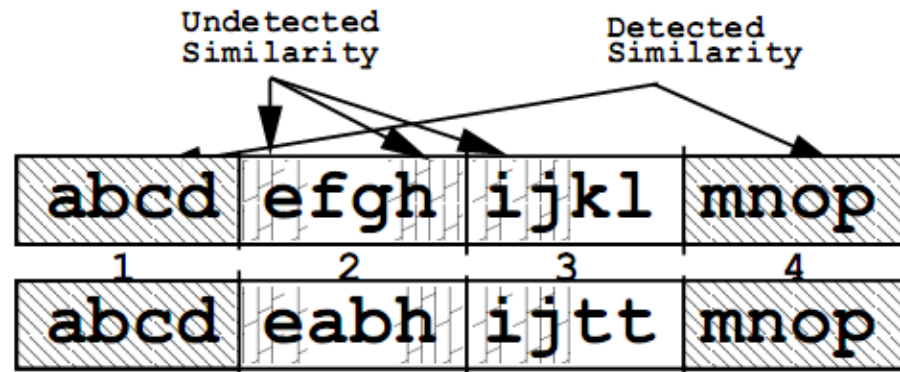 Undetected
Similarity
Detected
Similarity
abcd efgh ijkl mnop
1 2 3 4
abcd eabh ijtt mnop